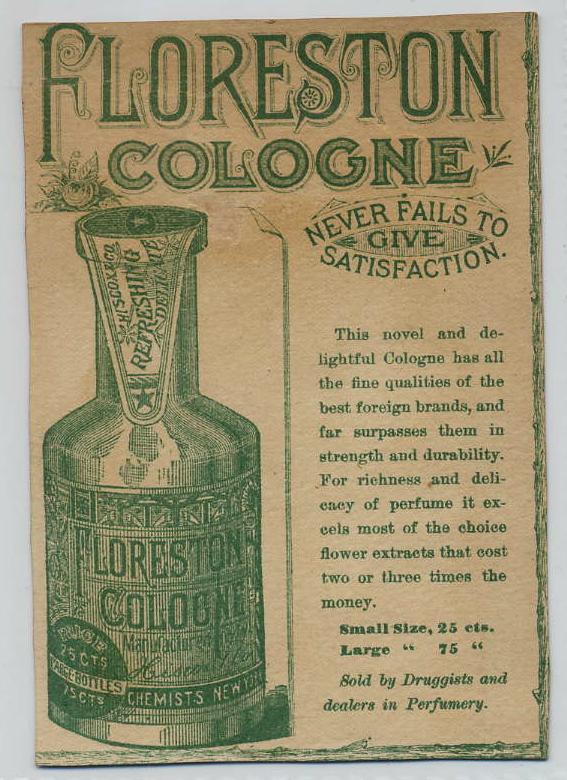 FLORESTON
COLOGNE
NEVER FAILS TO
GIVE
SATISFACTION.
HISCOX & CO.
REFRESHING
DELICATE
This novel and de-
lightful Cologne has all
the fine qualities of the
best foreign brands, and
far surpasses them in
strength and durability.
For richness and deli-
cacy of perfume it ex-
cels most of the choice
flower extracts that cost
two or three times the
money.
Small Size, 25 cts.
Large “ 75 “
Sold by Druggists and
dealers in Perfumery.
FLORESTON
COLOGNE
PRICE
25 CTS
LARGE BOTTLES
75 CTS
CHEMISTS NEW